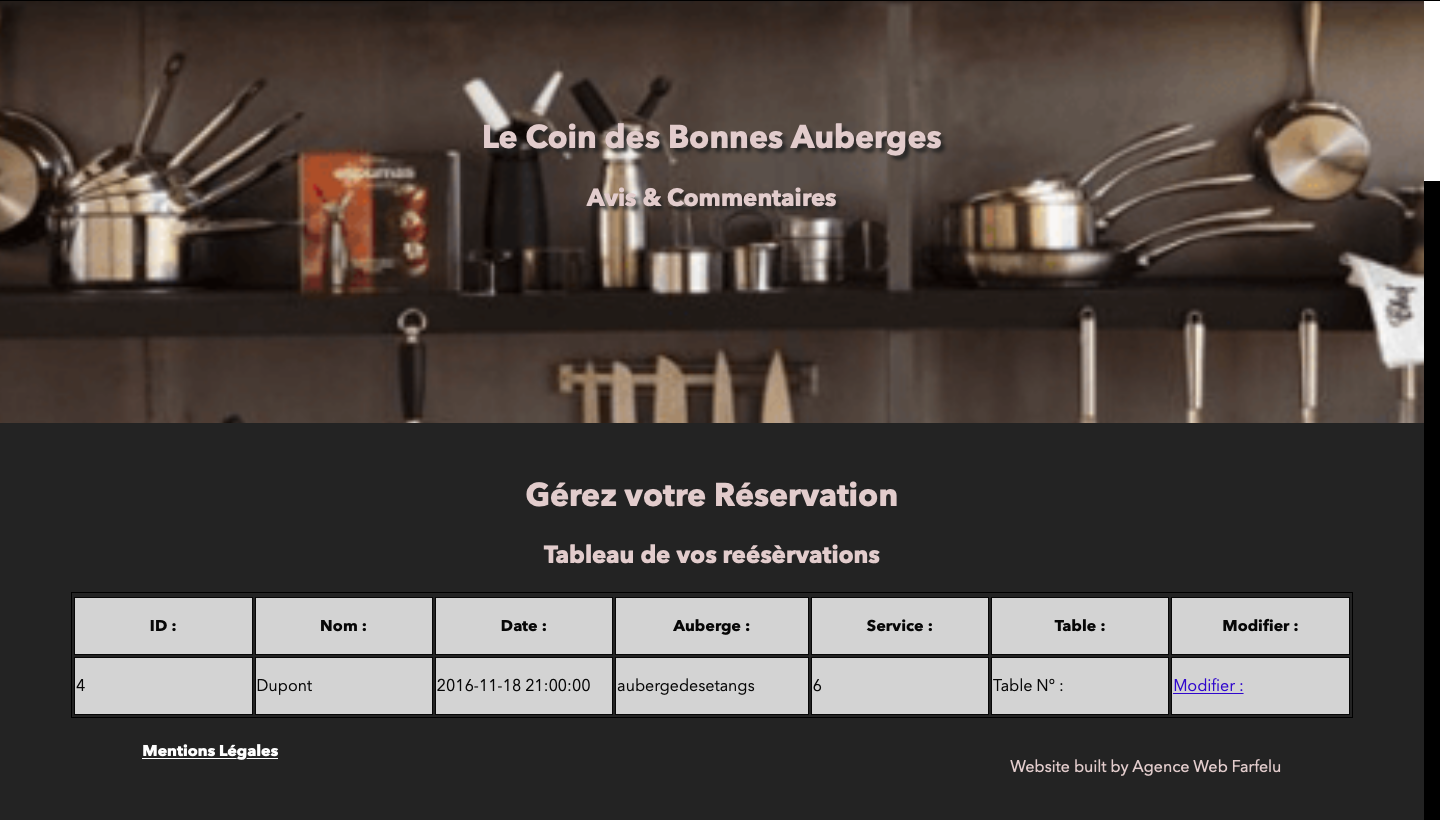 Le Coin des Bonnes Auberges
Avis & Commentaires
espumas
Gérez votre Réservation
Tableau de vos reésèrvations
ID : Nom : Date : Auberge : Service : Table : Modifier :
4 Dupont 2016-11-18 21:00:00 aubergedesetangs 6 Table N° : Modifier :
Mentions Légales
Website built by Agence Web Farfelu